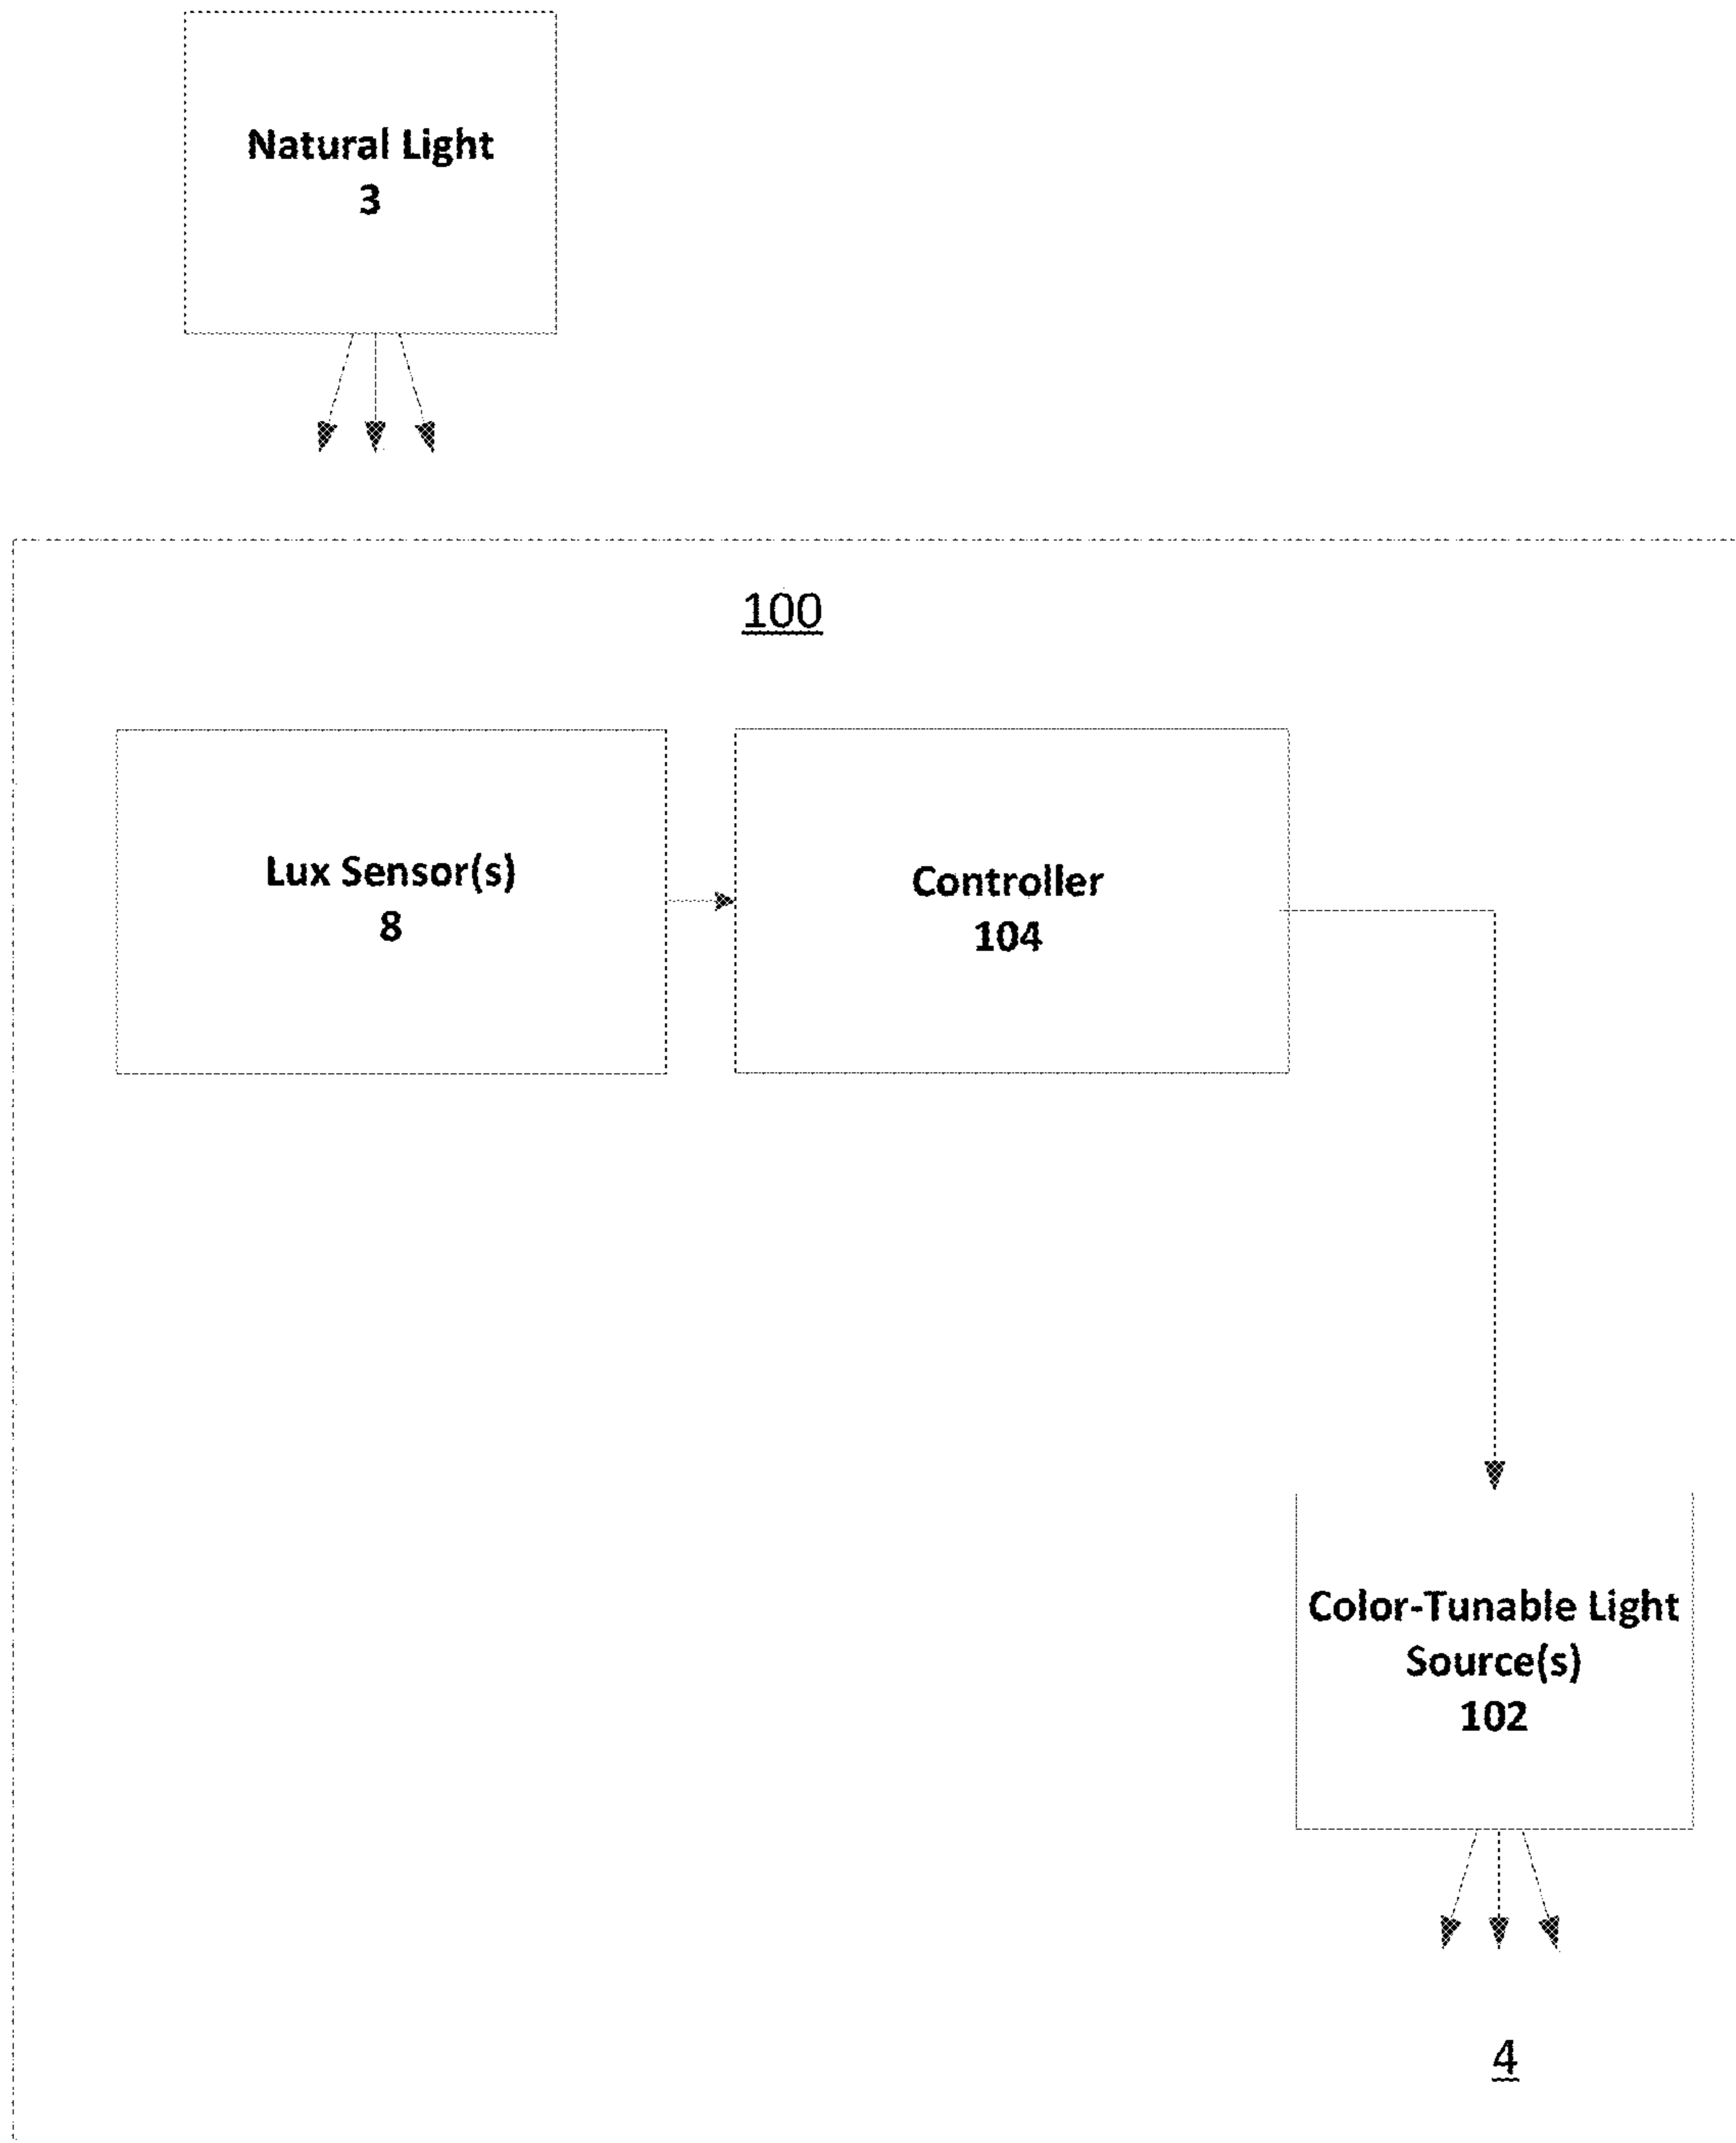 Natural Light
3
100
Lux Sensor(s)
8
Controller
104
Color-Tunable Light
Source(s)
102
4